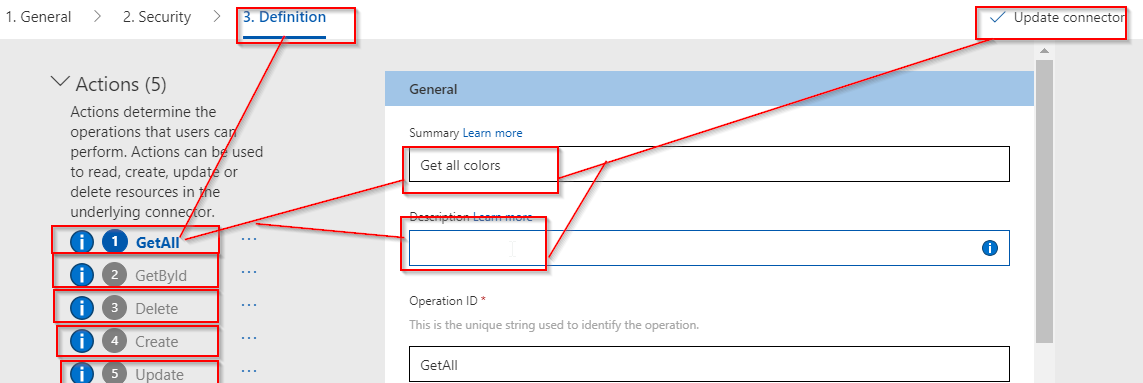 1. General > 2. Security > 3. Definition
Update connector
Actions (5)
Actions determine the
operations that users can
perform. Actions can be used
to read, create, update or
delete resources in the
underlying connector.
i 1 GetAll ...
i 2 GetById ...
i 3 Delete ...
i 4 Create ...
i 5 Update ...
General
Summary Learn more
Get all colors
Description Learn more
i
Operation ID *
This is the unique string used to identify the operation.
GetAll